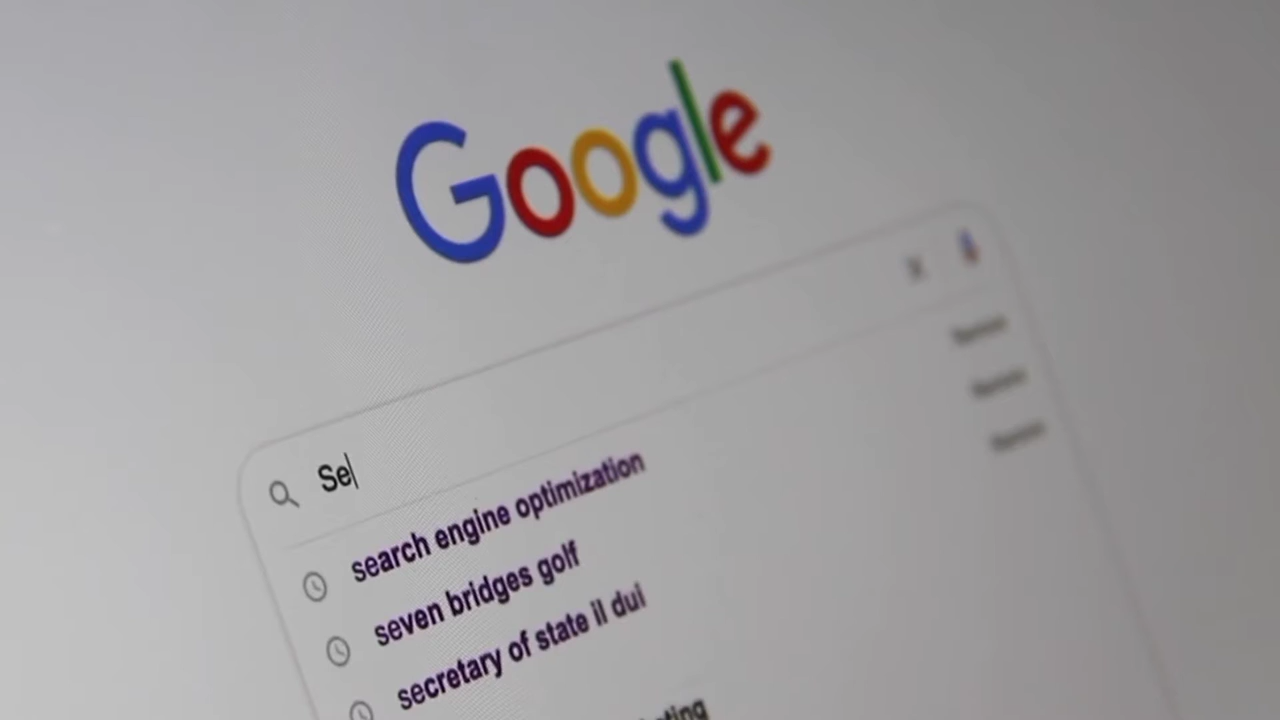 Google
Se
search engine optimization
seven bridges golf
secretary of state il dui